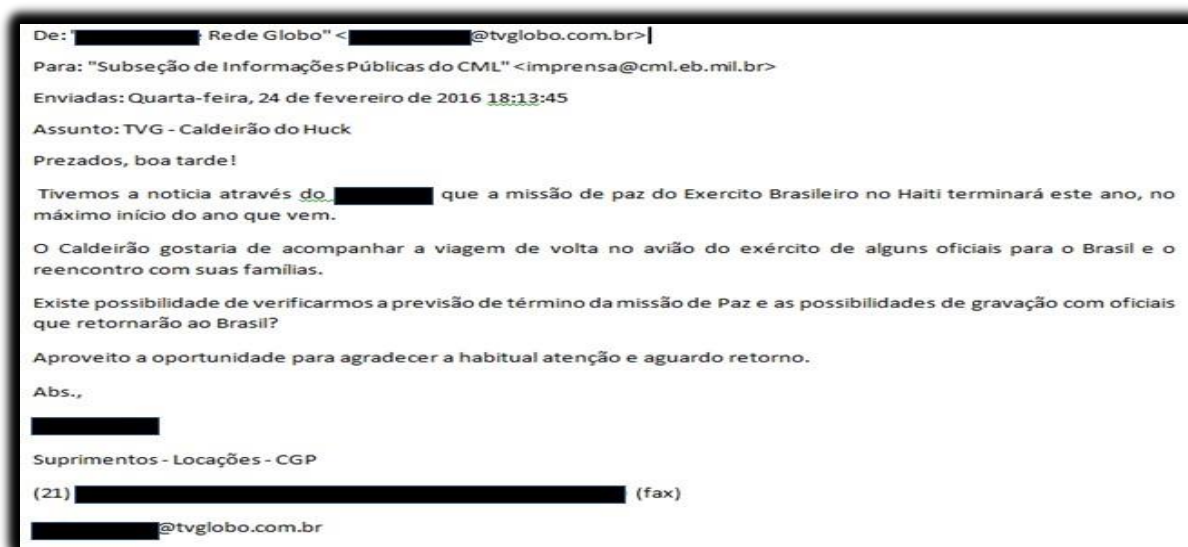 De: " Rede Globo" < @tvglobo.com.br>
Para: "Subseção de Informações Públicas do CML" <imprensa@cml.eb.mil.br>
Enviadas: Quarta-feira, 24 de fevereiro de 2016 18:13:45
Assunto: TVG - Caldeirão do Huck
Prezados, boa tarde!
Tivemos a noticia através do que a missão de paz do Exercito Brasileiro no Haiti terminará este ano, no
máximo início do ano que vem.
O Caldeirão gostaria de acompanhar a viagem de volta no avião do exército de alguns oficiais para o Brasil e o
reencontro com suas famílias.
Existe possibilidade de verificarmos a previsão de término da missão de Paz e as possibilidades de gravação com oficiais
que retornarão ao Brasil?
Aproveito a oportunidade para agradecer a habitual atenção e aguardo retorno.
Abs.,
Suprimentos - Locações - CGP
(21) (fax)
@tvglobo.com.br